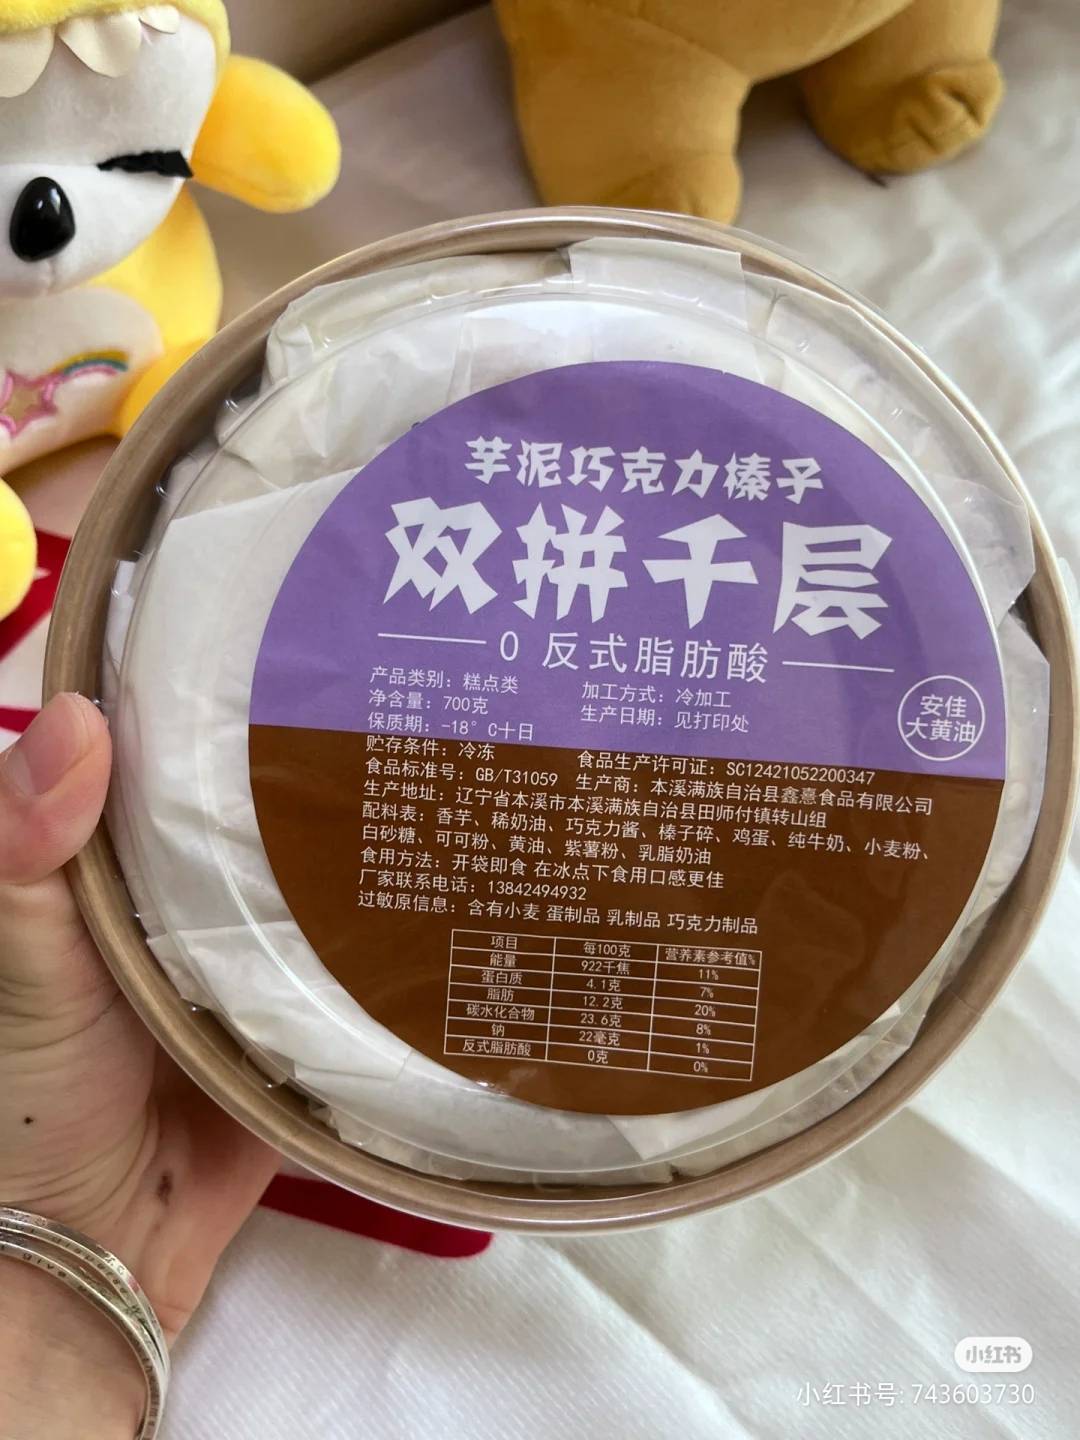 芋泥巧克力榛子
双拼千层
0 反式脂肪酸
安佳
大黄油
产品类别：糕点类
加工方式：冷加工
净含量：700克
生产日期：见打印处
保质期：-18°C十日
贮存条件：冷冻
食品生产许可证：SC12421052200347
食品标准号：GB/T31059
生产商：本溪满族自治县鑫憙食品有限公司
生产地址：辽宁省本溪市本溪满族自治县田师付镇转山组
配料表：香芋、稀奶油、巧克力酱、榛子碎、鸡蛋、纯牛奶、小麦粉、
白砂糖、可可粉、黄油、紫薯粉、乳脂奶油
食用方法：开袋即食 在冰点下食用口感更佳
厂家联系电话：13842494932
过敏原信息：含有小麦 蛋制品 乳制品 巧克力制品
项目 每100克 营养素参考值%
能量 922千焦 11%
蛋白质 4.1克 7%
脂肪 12.2克 20%
碳水化合物 23.6克 8%
钠 22毫克 1%
反式脂肪酸 0克 0%
小红书
小红书号: 743603730